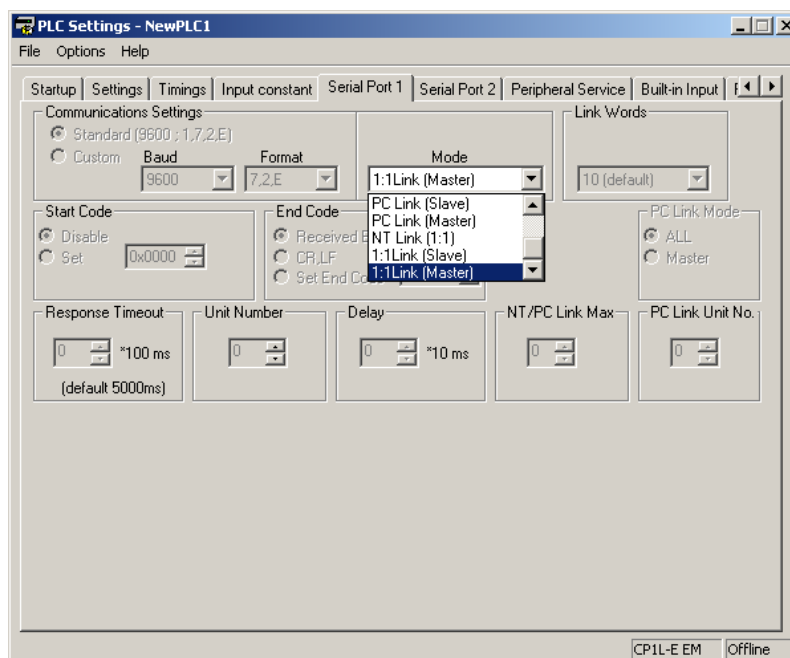 PLC Settings - NewPLC1
File Options Help
Startup Settings Timings Input constant Serial Port 1 Serial Port 2 Peripheral Service Built-in Input
Communications Settings
Standard (9600 ; 1,7,2,E)
Custom Baud Format
9600 7,2,E
Mode
1:1Link (Master)
PC Link (Slave)
PC Link (Master)
NT Link (1:1)
1:1Link (Slave)
1:1Link (Master)
Link Words
10 (default)
Start Code
Disable
Set 0x0000
End Code
Received
CR,LF
Set End
PC Link Mode
ALL
Master
Response Timeout
0 *100 ms
(default 5000ms)
Unit Number
0
Delay
0 *10 ms
NT/PC Link Max
0
PC Link Unit No.
0
CP1L-E EM Offline